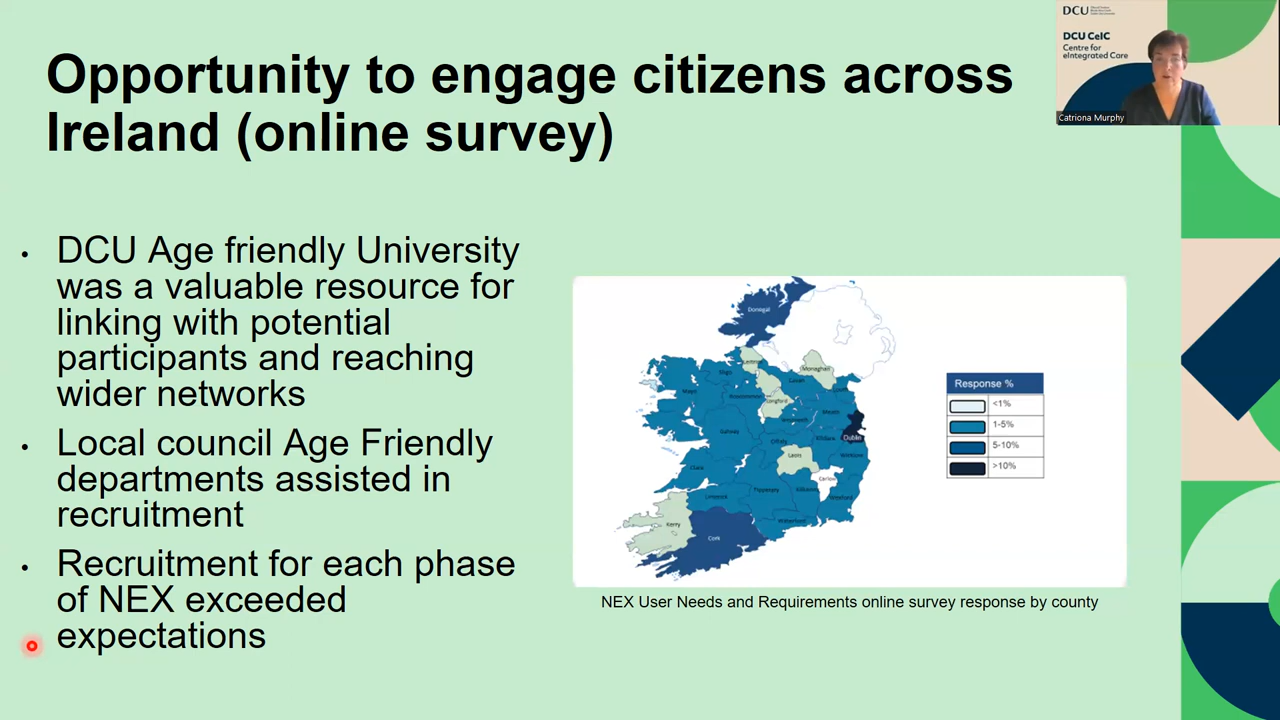 Opportunity to engage citizens across
Ireland (online survey)
DCU
DCU CeIC
Centre for
eIntegrated Care
Catriona Murphy
• DCU Age friendly University
was a valuable resource for
linking with potential
participants and reaching
wider networks
• Local council Age Friendly
departments assisted in
recruitment
• Recruitment for each phase
of NEX exceeded
expectations
Donegal
Monaghan
Sligo
Cavan
Mayo
Roscommon
Longford
Meath
Galway
Offaly
Kildare
Dublin
Laois
Wicklow
Clare
Carlow
Limerick
Tipperary
Kilkenny
Wexford
Waterford
Kerry
Cork
Response %
<1%
1-5%
5-10%
>10%
NEX User Needs and Requirements online survey response by county